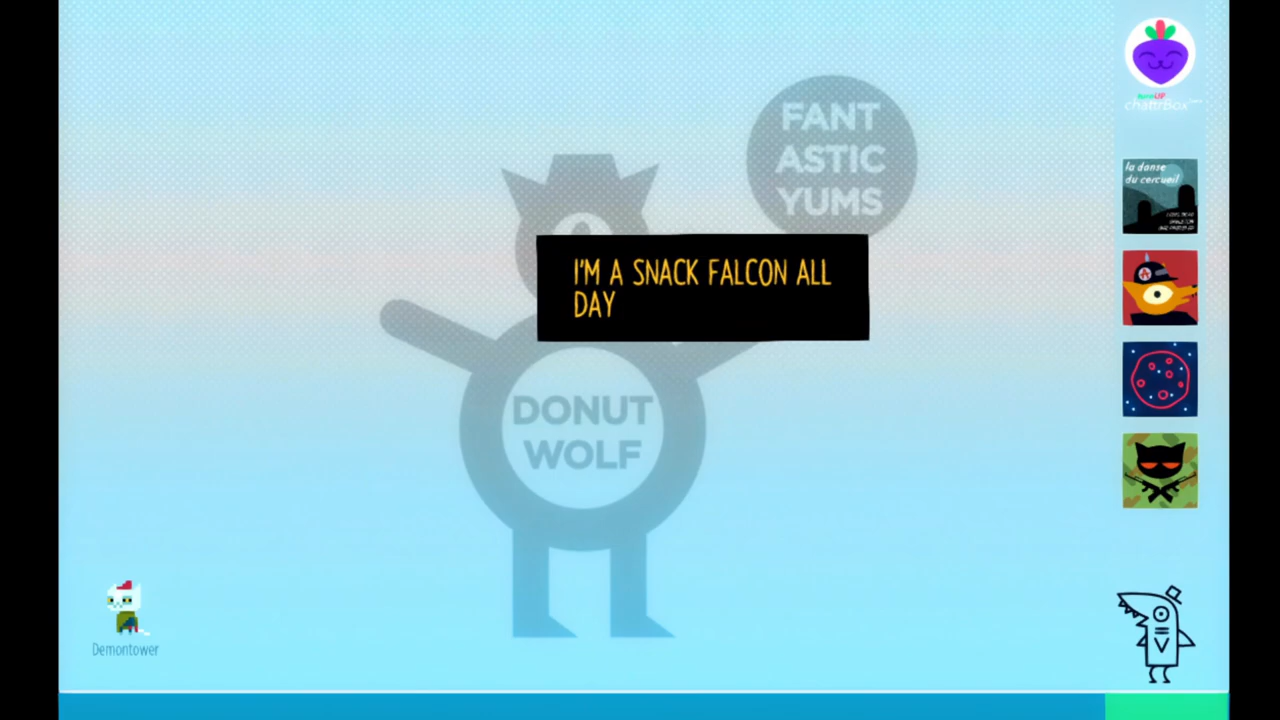 FANT
ASTIC
YUMS
chattrBox
la danse
du cercueil
I'M A SNACK FALCON ALL
DAY
DONUT
WOLF
Demontower